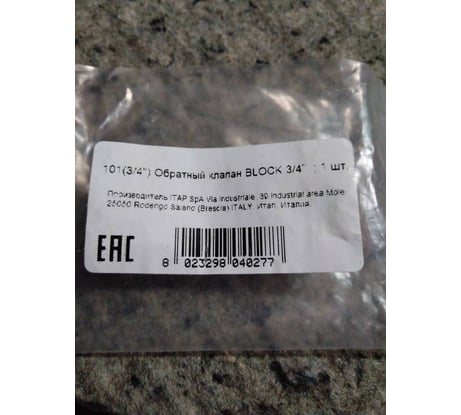 101(3/4") Обратный клапан BLOCK 3/4" : 1 шт.
Производитель ITAP SpA Via Industriale, 39 Industrial area Mole
25050 Rodengo Saiano (Brescia) ITALY, Итап, Италия
EAC
8 023298 040277